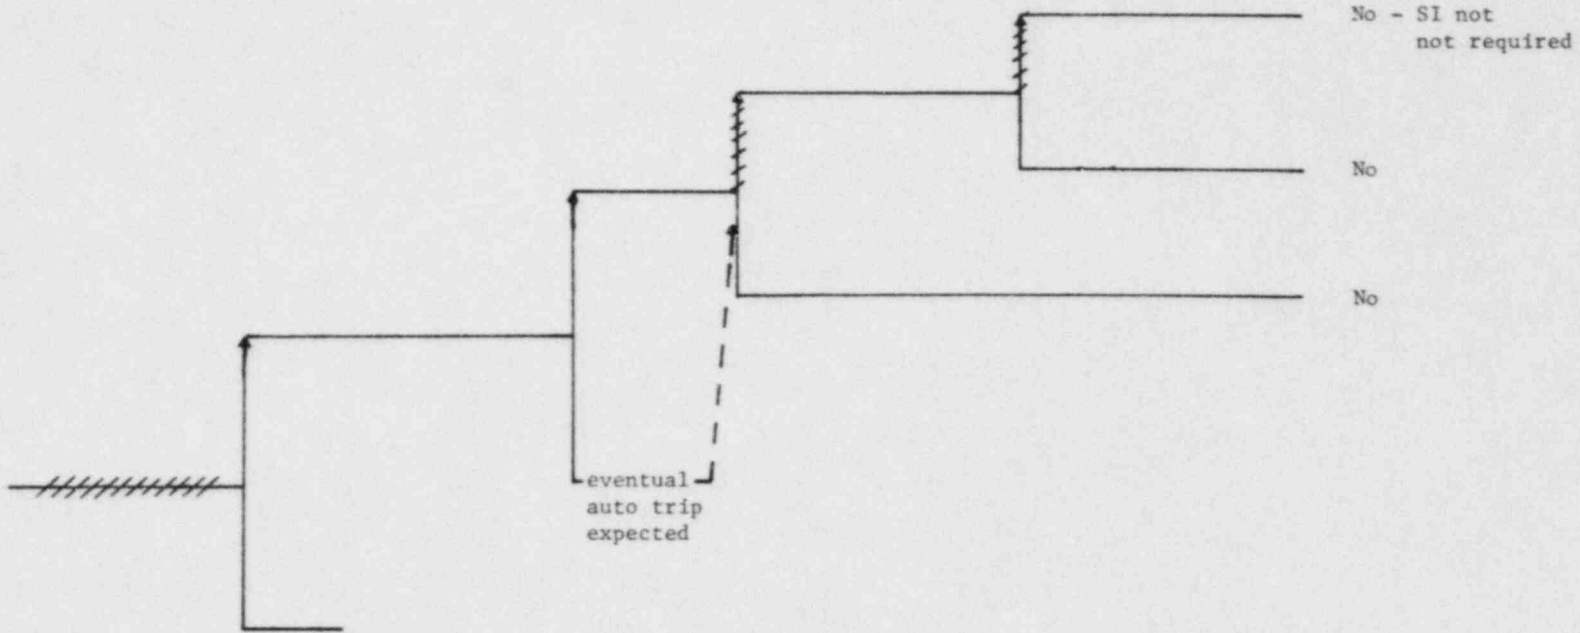 No - SI not
not required
No
No
eventual
auto trip
expected